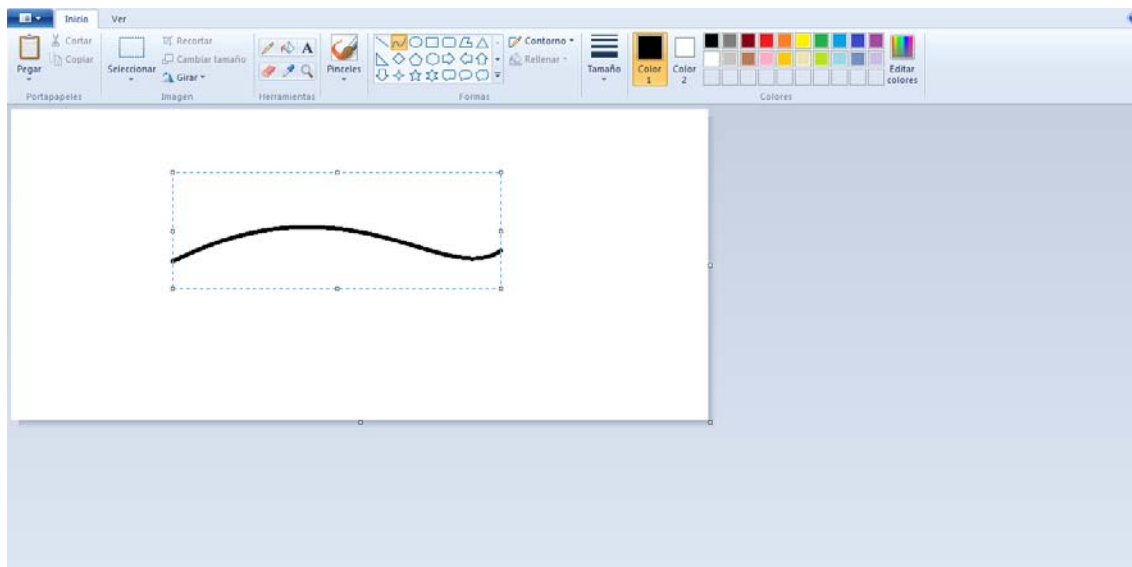 Inicio Ver
Pegar
Cortar
Copiar
Portapapeles
Seleccionar
Recortar
Cambiar tamaño
Girar
Imagen
A
Herramientas
Pinceles
Contorno
Rellenar
Formas
Tamaño
Color
1
Color
2
Editar
colores
Colores